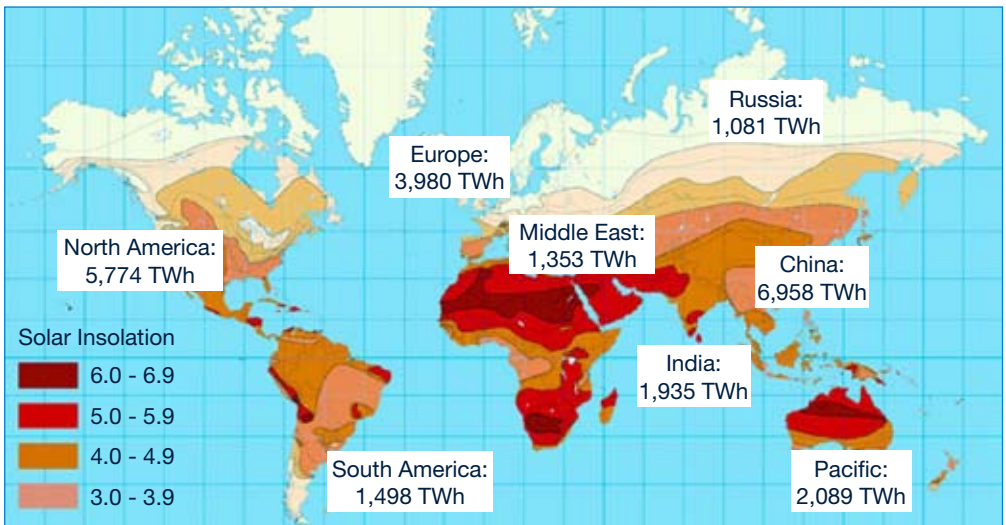 Russia:
1,081 TWh
Europe:
3,980 TWh
Middle East:
1,353 TWh
North America:
5,774 TWh
China:
6,958 TWh
India:
1,935 TWh
South America:
1,498 TWh
Pacific:
2,089 TWh
Solar Insolation
6.0 - 6.9
5.0 - 5.9
4.0 - 4.9
3.0 - 3.9